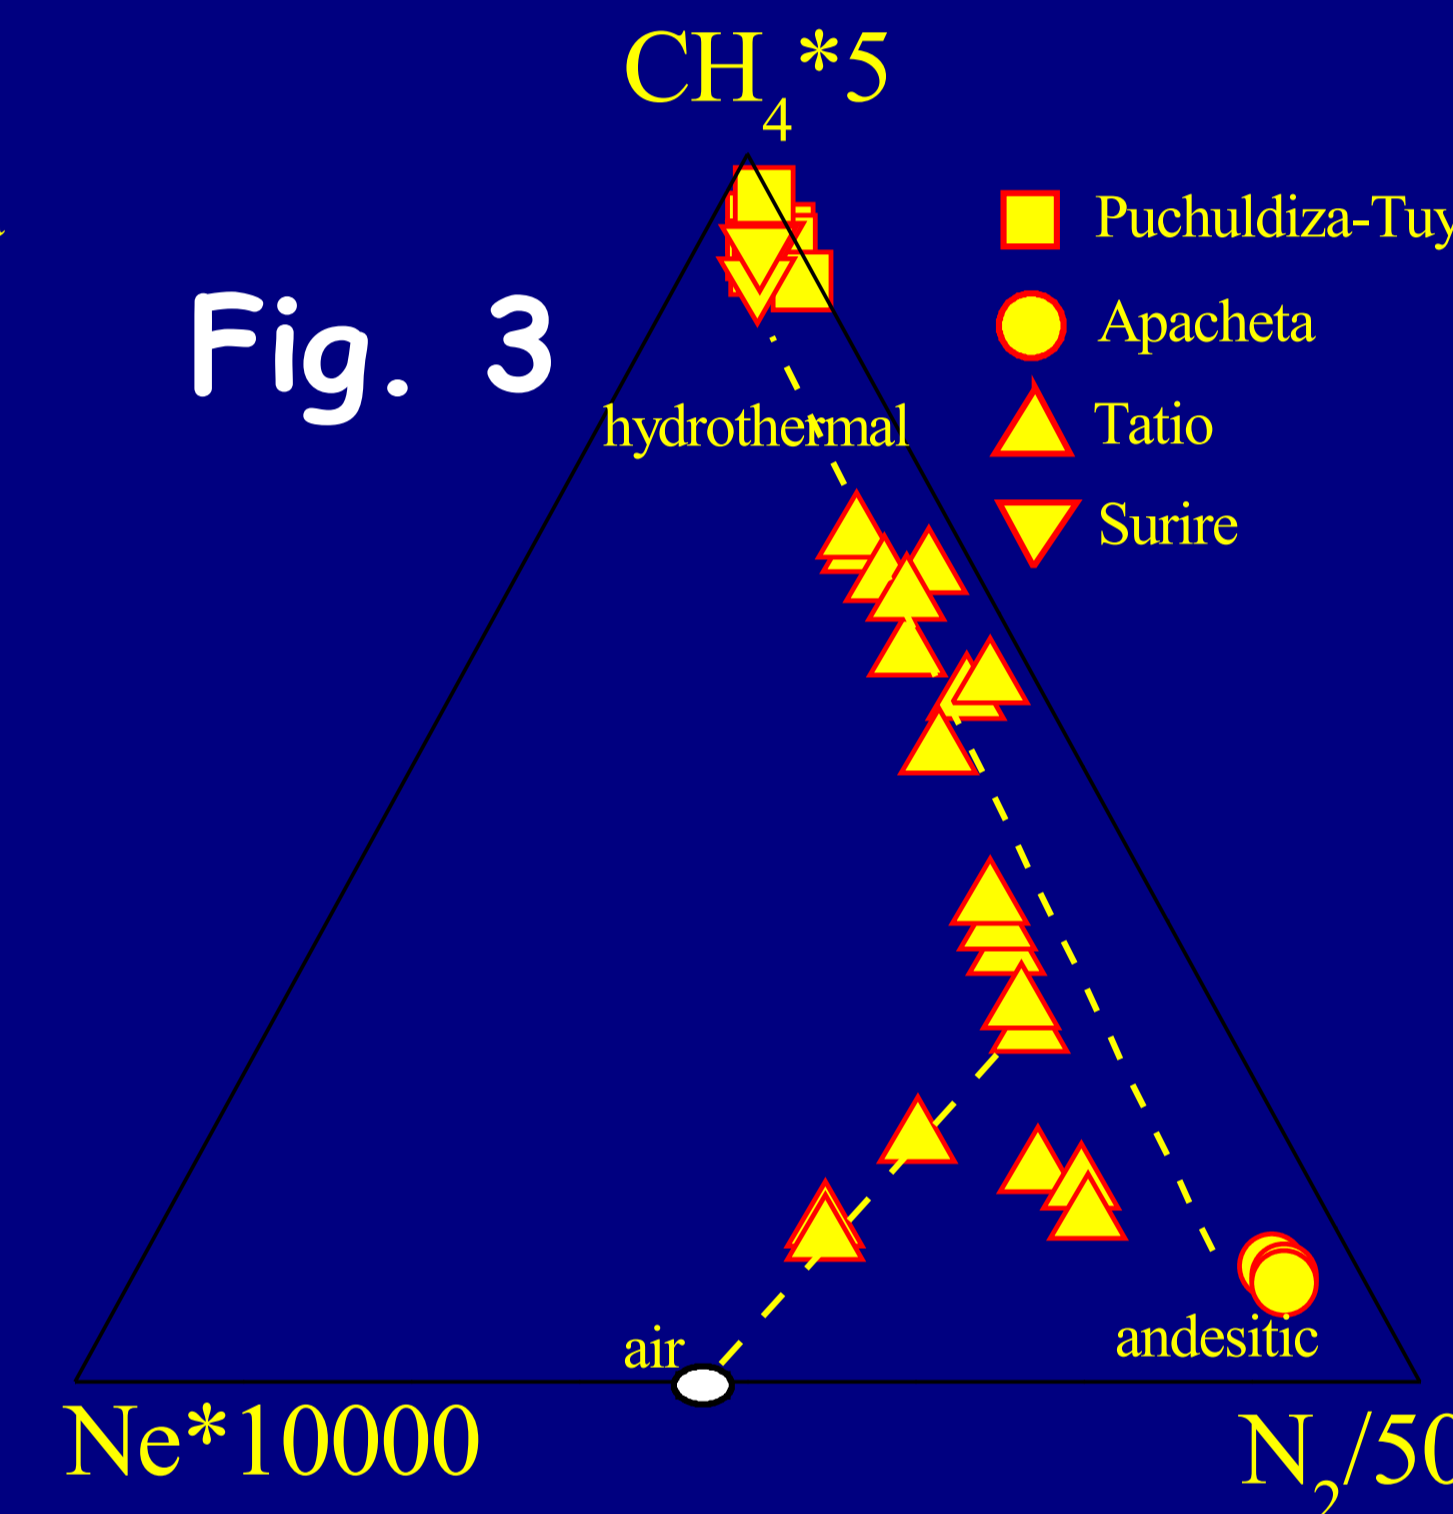 CH4*5
Puchuldiza-Tuy
Fig. 3
Apacheta
hydrothermal
Tatio
Surire
air
andesitic
Ne*10000
N2/50